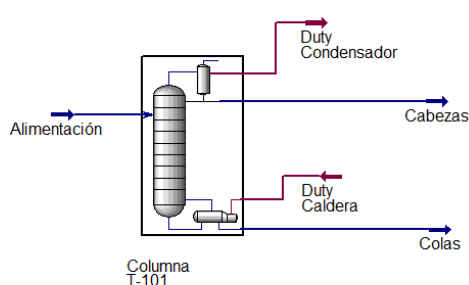 Duty
Condensador
Alimentación
Cabezas
Duty
Caldera
Colas
Columna
T-101